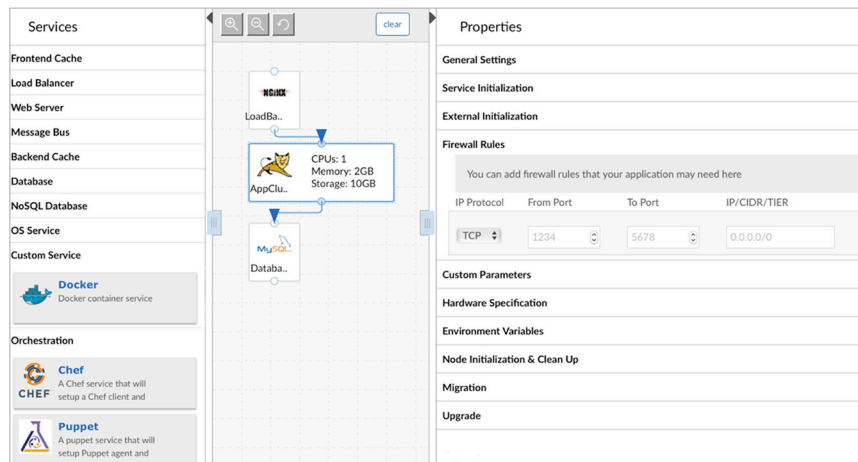 Services
Frontend Cache
Load Balancer
Web Server
Message Bus
Backend Cache
Database
NoSQL Database
OS Service
Custom Service
Docker
Docker container service
Orchestration
CHEF
Chef
A Chef service that will
setup a Chef client and
Puppet
A puppet service that will
setup Puppet agent and
clear
NGiNX
LoadBa..
CPUs: 1
Memory: 2GB
Storage: 10GB
AppClu..
MySQL
Databa..
Properties
General Settings
Service Initialization
External Initialization
Firewall Rules
You can add firewall rules that your application may need here
IP Protocol From Port To Port IP/CIDR/TIER
TCP 1234 5678 0.0.0.0/0
Custom Parameters
Hardware Specification
Environment Variables
Node Initialization & Clean Up
Migration
Upgrade